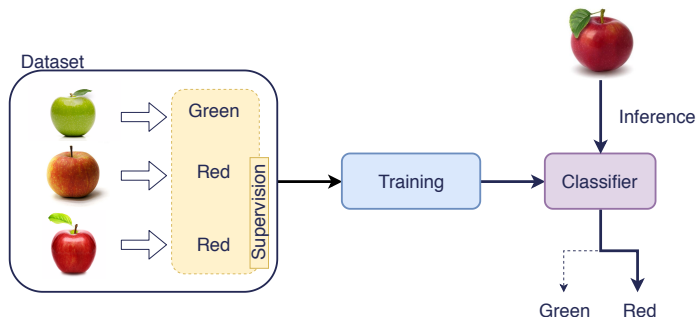 Dataset
Green
Red
Red
Supervision
Training
Classifier
Inference
Green
Red